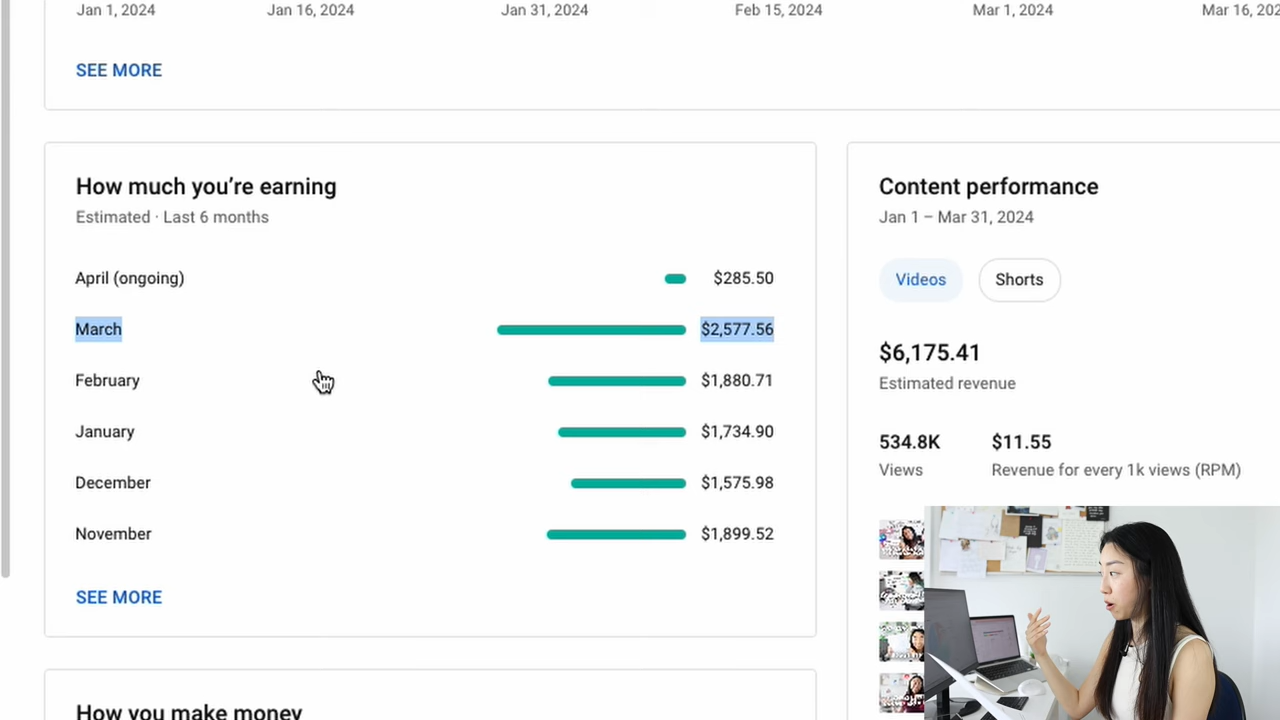 Jan 1, 2024 Jan 16, 2024 Jan 31, 2024 Feb 15, 2024 Mar 1, 2024 Mar 16, 202
SEE MORE
How much you’re earning
Estimated · Last 6 months
April (ongoing) $285.50
March $2,577.56
February $1,880.71
January $1,734.90
December $1,575.98
November $1,899.52
SEE MORE
How you make money
Content performance
Jan 1 – Mar 31, 2024
Videos Shorts
$6,175.41
Estimated revenue
534.8K $11.55
Views Revenue for every 1k views (RPM)